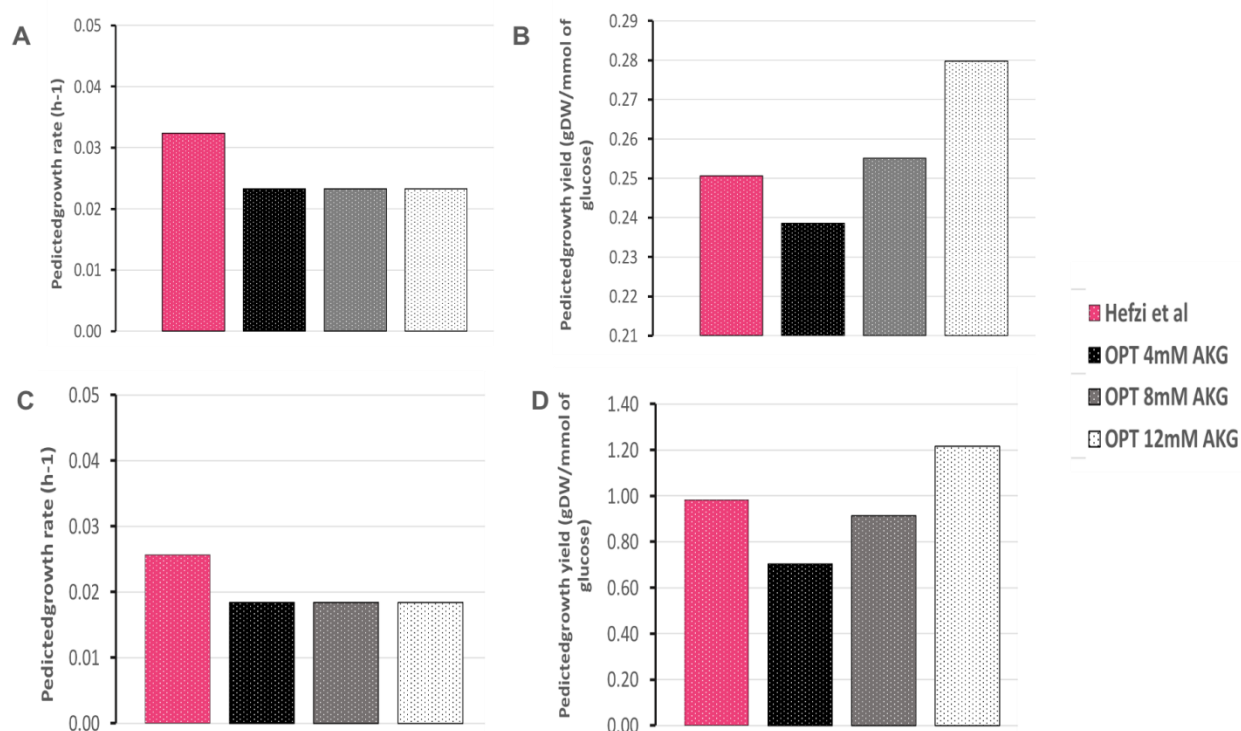 A
Pedictedgrowth rate (h-1)
0.05
0.04
0.03
0.02
0.01
0.00
B
Pedictedgrowth yield (gDW/mmol of
glucose)
0.29
0.28
0.27
0.26
0.25
0.24
0.23
0.22
0.21
C
Pedictedgrowth rate (h-1)
0.05
0.04
0.03
0.02
0.01
0.00
D
Pedictedgrowth yield (gDW/mmol of
glucose)
1.40
1.20
1.00
0.80
0.60
0.40
0.20
0.00
Hefzi et al
OPT 4mM AKG
OPT 8mM AKG
OPT 12mM AKG